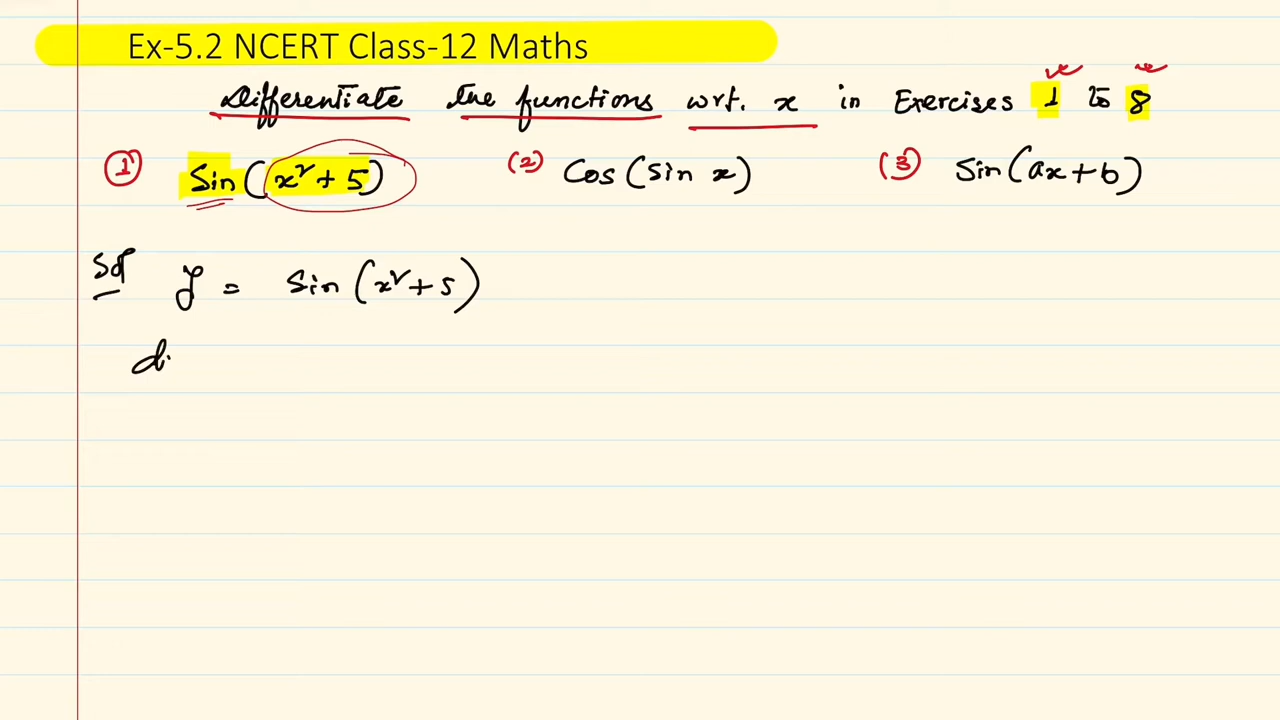 Ex-5.2 NCERT Class-12 Maths
Differentiate the functions wrt. x in Exercises 1 to 8
(1) Sin(x² + 5) (2) Cos(sin x) (3) Sin(ax+b)
Sol y = Sin(x²+5)
di